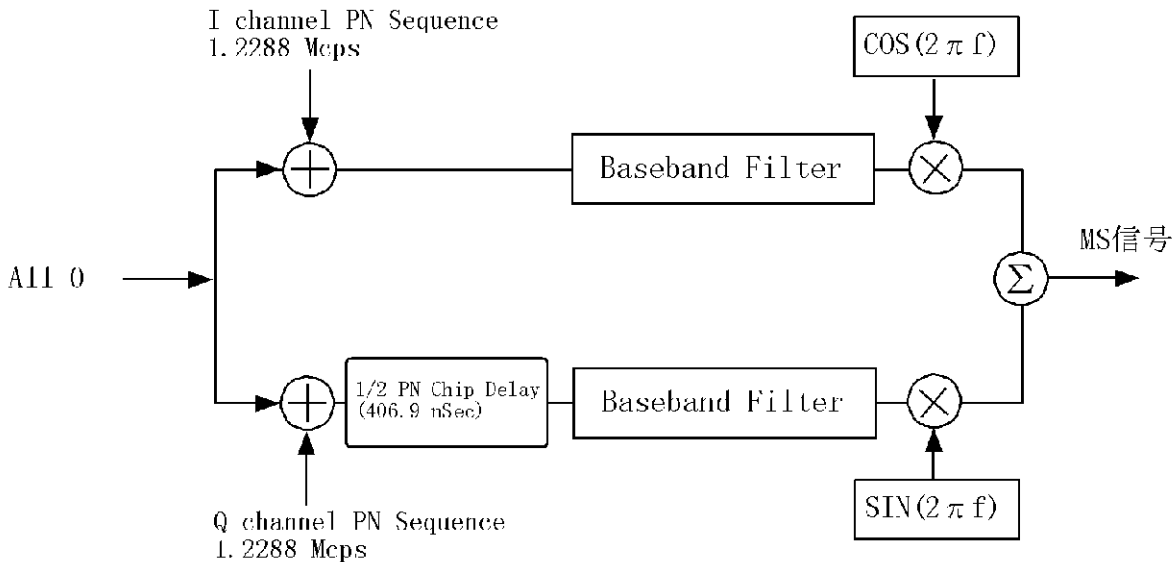 I channel PN Sequence
1.2288 Mcps
COS(2πf)
Baseband Filter
MS信号
All 0
Σ
1/2 PN Chip Delay
(406.9 nSec)
Baseband Filter
Q channel PN Sequence
1.2288 Mcps
SIN(2πf)